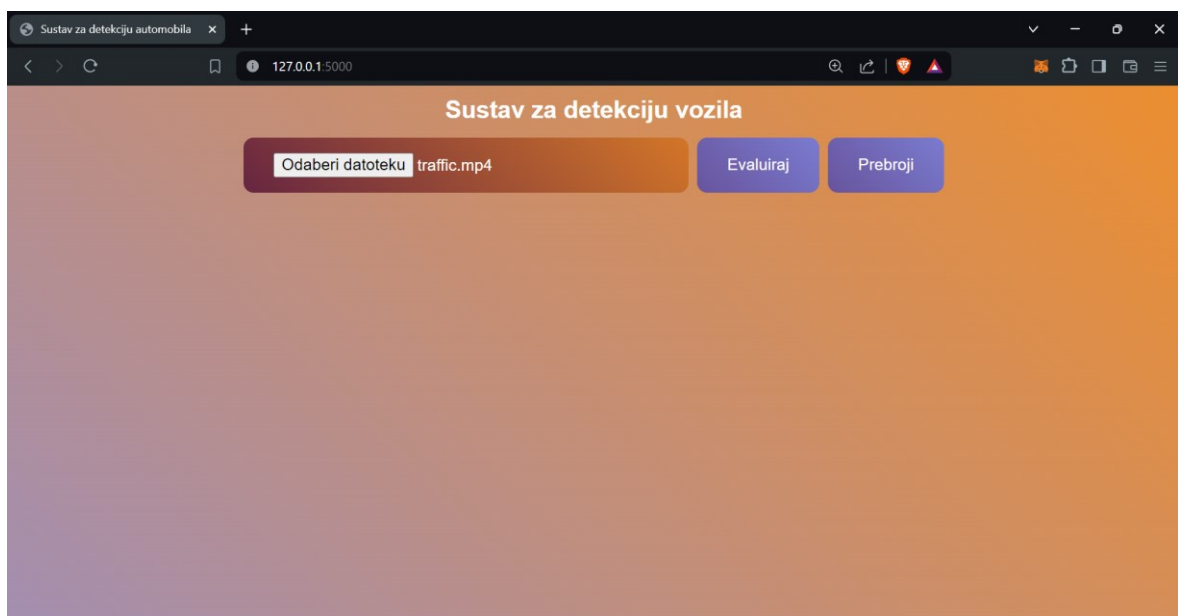 Sustav za detekciju automobila
127.0.0.1:5000
Sustav za detekciju vozila
Odaberi datoteku traffic.mp4 Evaluiraj Prebroji